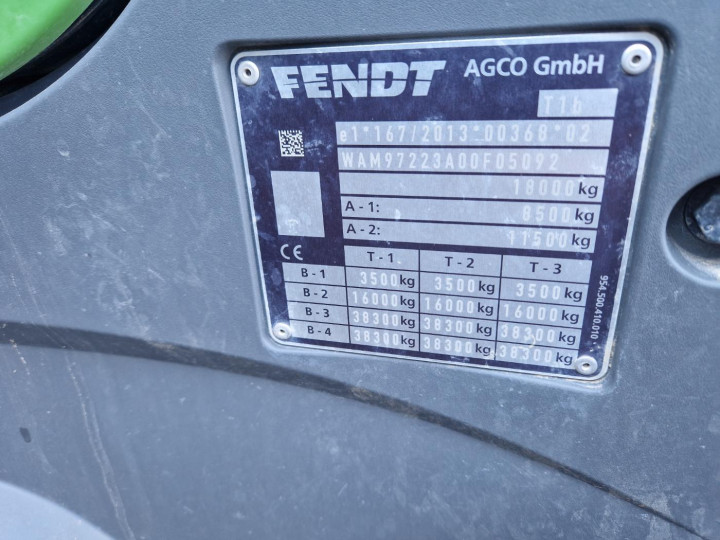 FENDT AGCO GmbH
T1b
e1*167/2013*00368*02
WAM97223A00F05092
18000kg
A - 1: 8500kg
A - 2: 11500kg
T - 1 T - 2 T - 3
B - 1 3500kg 3500kg 3500kg
B - 2 16000kg 16000kg 16000kg
B - 3 38300kg 38300kg 38300kg
B - 4 38300kg 38300kg 38300kg
CE
954.500.410.010